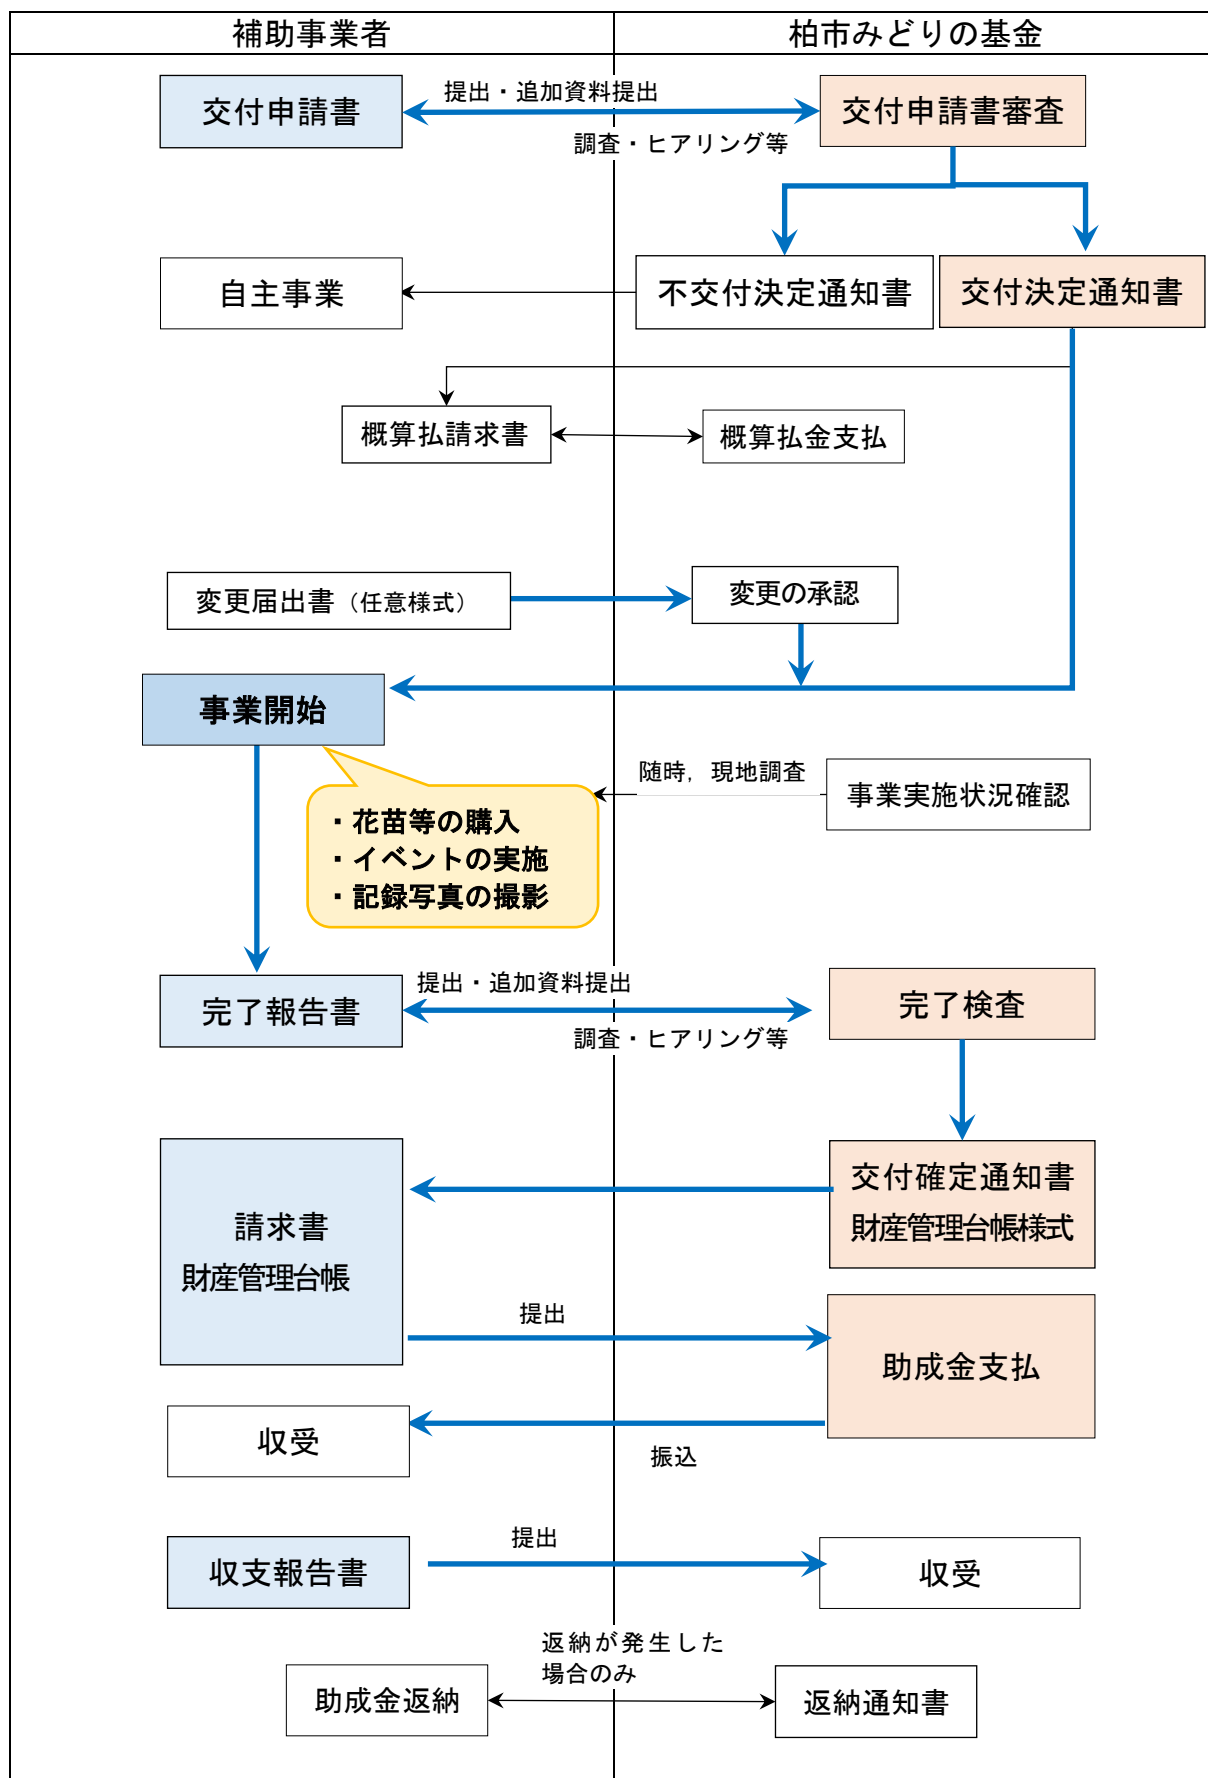 補助事業者
柏市みどりの基金
交付申請書
提出・追加資料提出
調査・ヒアリング等
交付申請書審査
自主事業
不交付決定通知書
交付決定通知書
概算払請求書
概算払金支払
変更届出書（任意様式）
変更の承認
事業開始
・花苗等の購入
・イベントの実施
・記録写真の撮影
随時，現地調査
事業実施状況確認
完了報告書
提出・追加資料提出
調査・ヒアリング等
完了検査
交付確定通知書
財産管理台帳様式
請求書
財産管理台帳
提出
助成金支払
収受
振込
収支報告書
提出
収受
返納が発生した
場合のみ
助成金返納
返納通知書